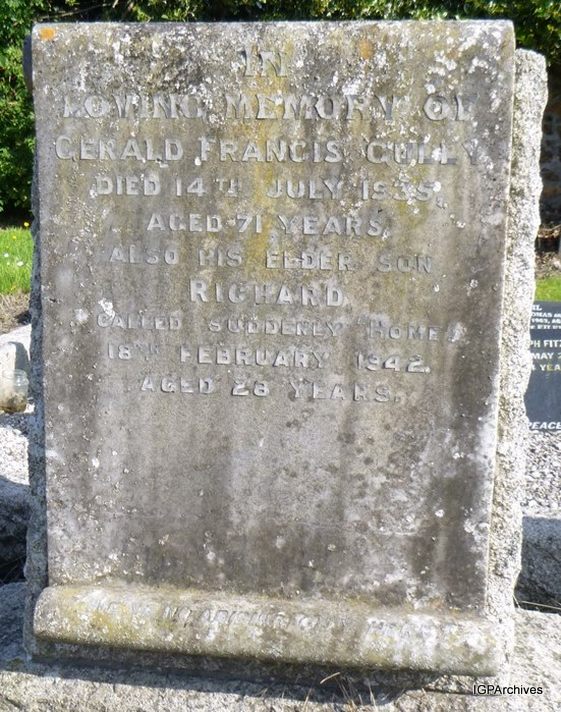 IN
LOVING MEMORY OF
GERALD FRANCIS GULLY
DIED 14TH JULY 1935,
AGED 71 YEARS,
ALSO HIS ELDER SON
RICHARD
CALLED SUDDENLY HOME
18TH FEBRUARY 1942.
AGED 28 YEARS.
IGPArchives